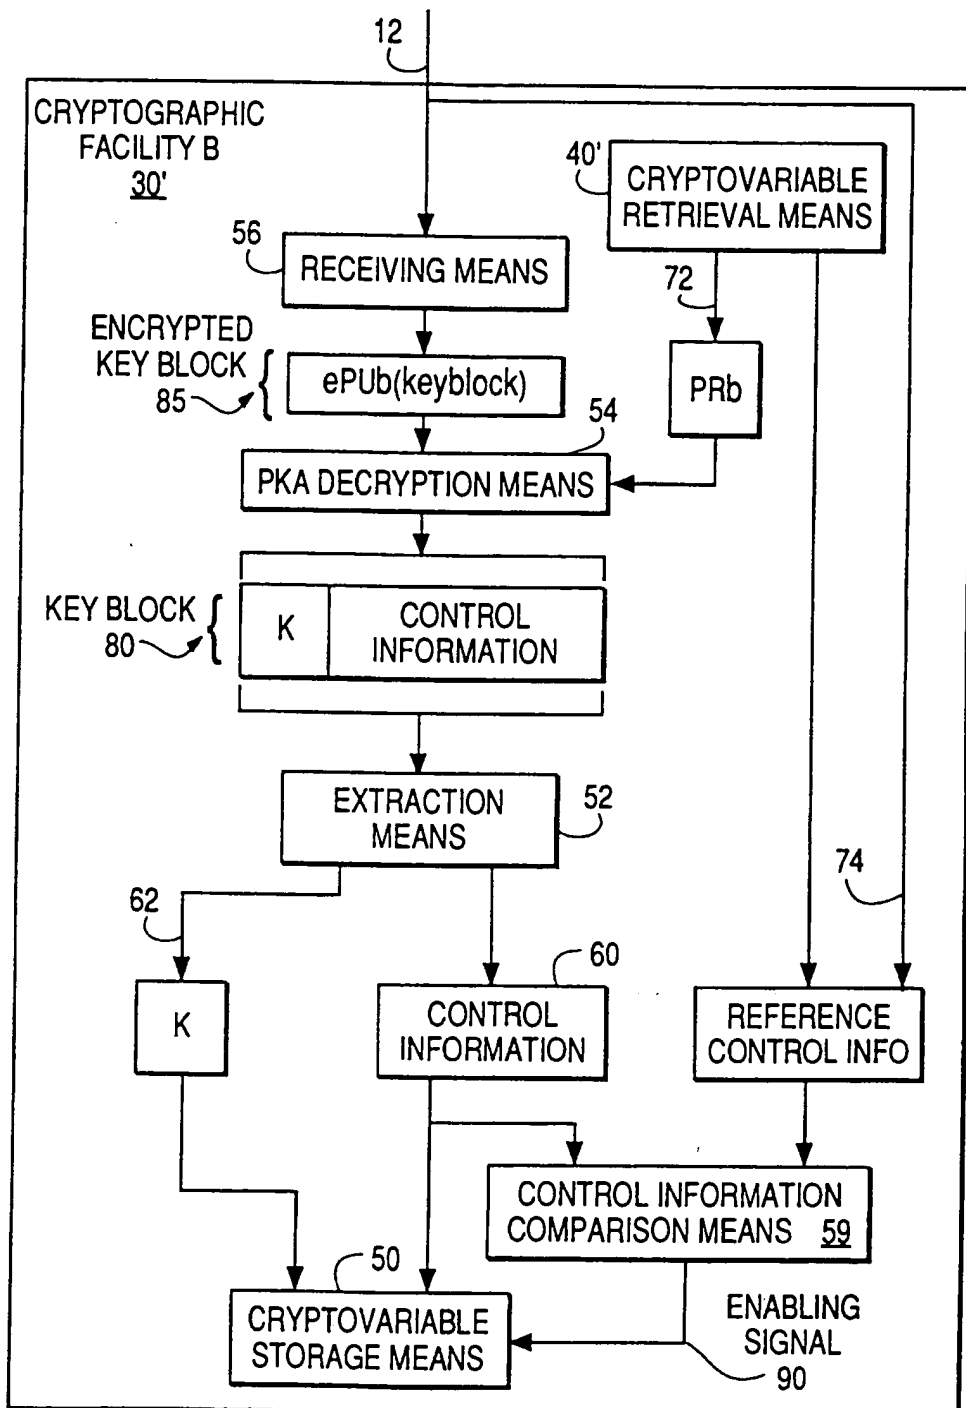 12
CRYPTOGRAPHIC
FACILITY B
30'
40'
CRYPTOVARIABLE
RETRIEVAL MEANS
56
RECEIVING MEANS
72
ENCRYPTED
KEY BLOCK
85
ePUb(keyblock)
PRb
54
PKA DECRYPTION MEANS
KEY BLOCK
80
K
CONTROL
INFORMATION
EXTRACTION
MEANS
52
74
62
60
K
CONTROL
INFORMATION
REFERENCE
CONTROL INFO
CONTROL INFORMATION
COMPARISON MEANS 59
50
CRYPTOVARIABLE
STORAGE MEANS
ENABLING
SIGNAL
90